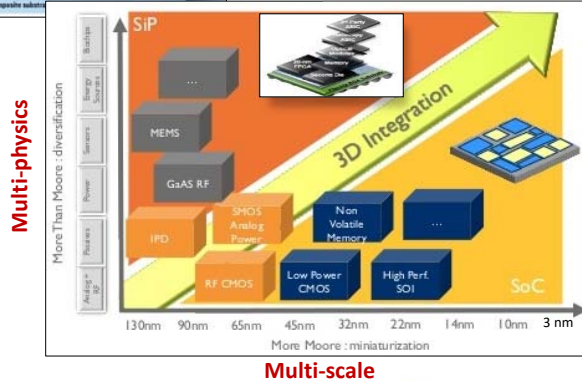 SiP
Biochips
Energy
Sources
Sensors
Power
Passives
Analog +
RF
More Than Moore : diversification
Multi-physics
...
MEMS
GaAS RF
IPD
SMOS
Analog
Power
RF CMOS
Non
Volatile
Memory
...
Low Power
CMOS
High Perf.
SOI
3D Integration
Memory
Second Die
SoC
130nm 90nm 65nm 45nm 32nm 22nm 14nm 10nm 3 nm
More Moore : miniaturization
Multi-scale